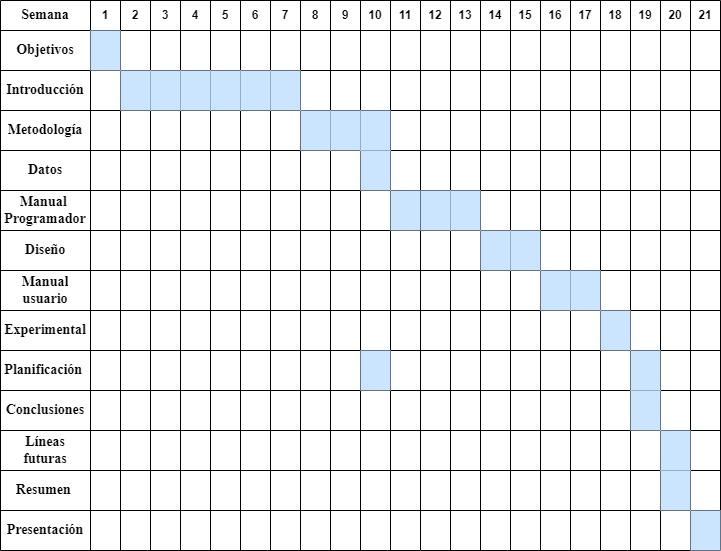 Semana 1 2 3 4 5 6 7 8 9 10 11 12 13 14 15 16 17 18 19 20 21
Objetivos
Introducción
Metodología
Datos
Manual
Programador
Diseño
Manual
usuario
Experimental
Planificación
Conclusiones
Líneas
futuras
Resumen
Presentación